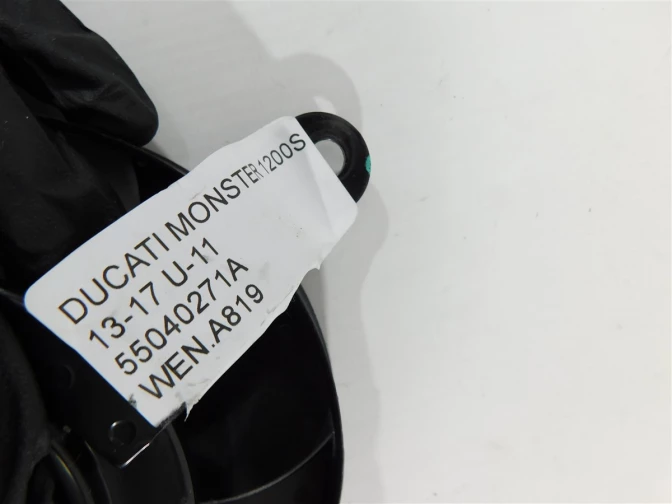 DUCATI MONSTER1200S
13-17 U-11
55040271A
WEN.A819